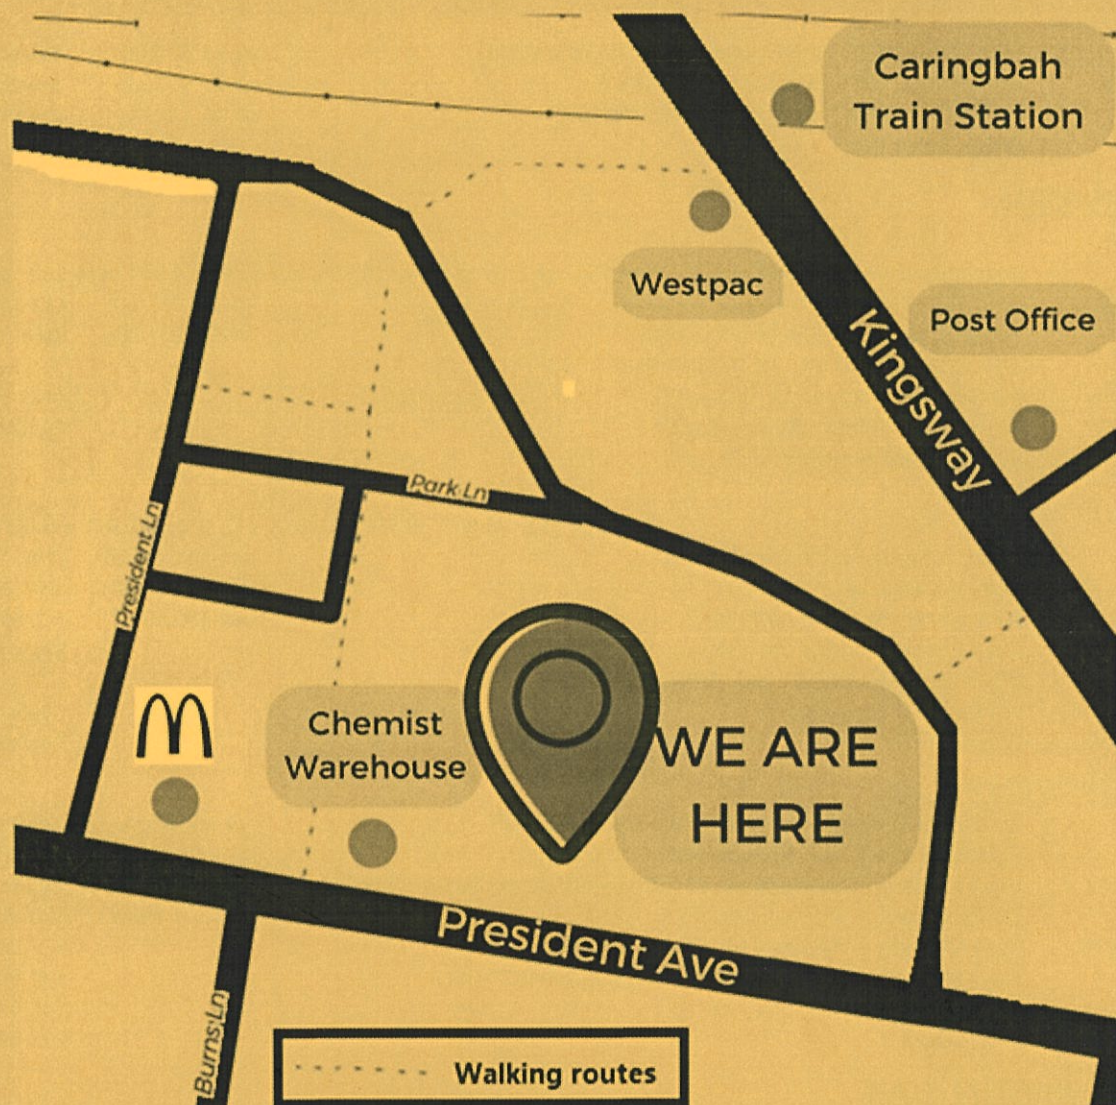 Caringbah
Train Station
Westpac
Post Office
Kingsway
Park Ln
President Ln
Chemist
Warehouse
WE ARE
HERE
President Ave
Burns Ln
Walking routes